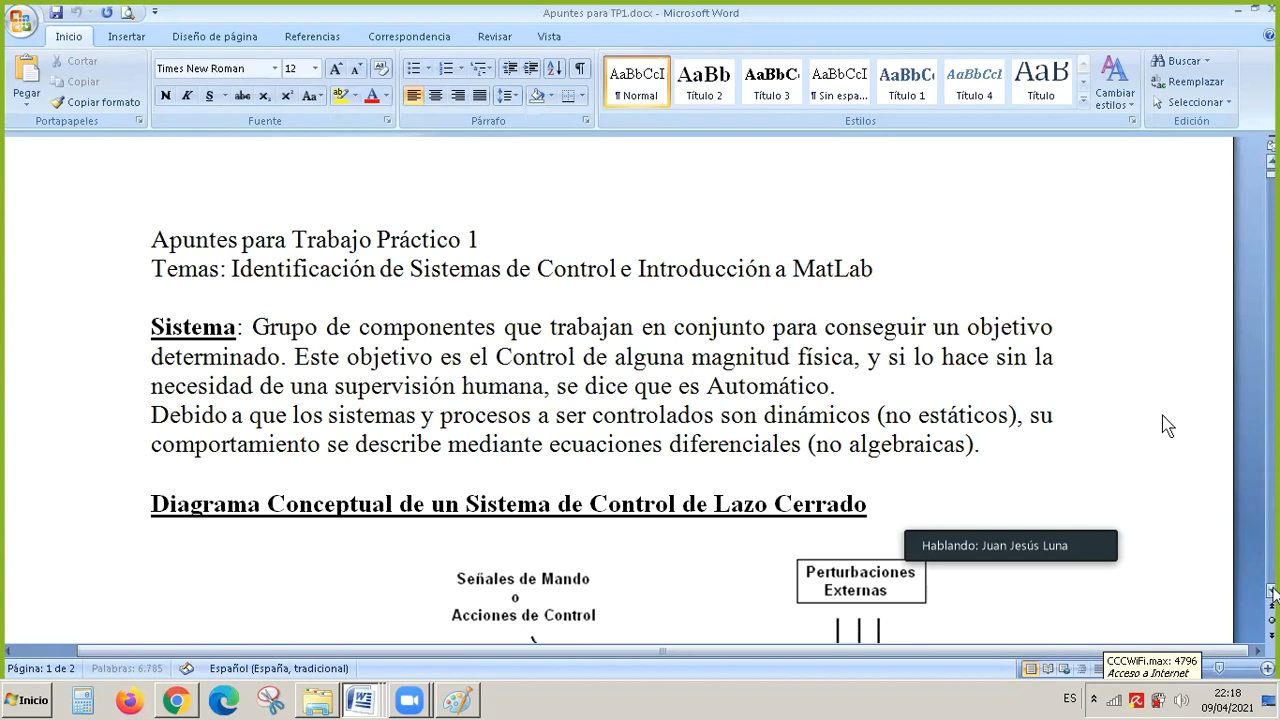 Apuntes para TP1.docx - Microsoft Word
Inicio Insertar Diseño de página Referencias Correspondencia Revisar Vista
Pegar
Cortar
Copiar
Copiar formato
Portapapeles
Times New Roman 12
N K S abc x₂ x² Aa
Fuente
Párrafo
AaBbCcI AaBb AaBbC AaBbCcI AaBbC AaBbCcI AaB
¶ Normal Título 2 Título 3 ¶ Sin espa... Título 1 Título 4 Título
Cambiar estilos
Estilos
Buscar
Reemplazar
Seleccionar
Edición
Apuntes para Trabajo Práctico 1
Temas: Identificación de Sistemas de Control e Introducción a MatLab
Sistema: Grupo de componentes que trabajan en conjunto para conseguir un objetivo
determinado. Este objetivo es el Control de alguna magnitud física, y si lo hace sin la
necesidad de una supervisión humana, se dice que es Automático.
Debido a que los sistemas y procesos a ser controlados son dinámicos (no estáticos), su
comportamiento se describe mediante ecuaciones diferenciales (no algebraicas).
Diagrama Conceptual de un Sistema de Control de Lazo Cerrado
Hablando: Juan Jesús Luna
Señales de Mando
o
Acciones de Control
Perturbaciones
Externas
Página: 1 de 2 Palabras: 6.785 Español (España, tradicional)
CCCWiFi.max: 4796
Acceso a Internet
Inicio
ES
22:18
09/04/2021